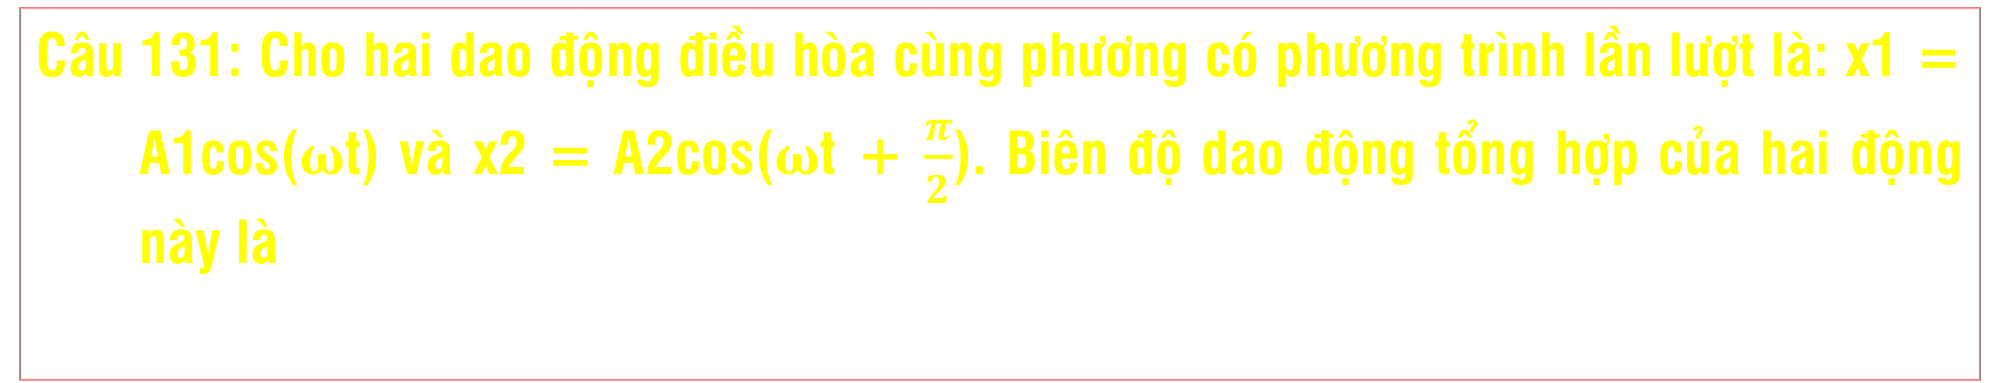 Câu 131: Cho hai dao động điều hòa cùng phương có phương trình lần lượt là: x1 =
A1cos(ωt) và x2 = A2cos(ωt + π/2). Biên độ dao động tổng hợp của hai động
này là